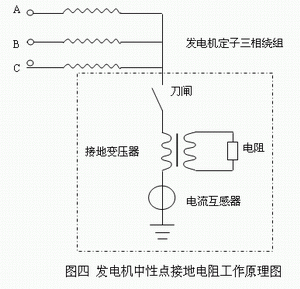 A
B
发电机定子三相绕组
C
刀闸
接地变压器
电阻
电流互感器
图四 发电机中性点接地电阻工作原理图